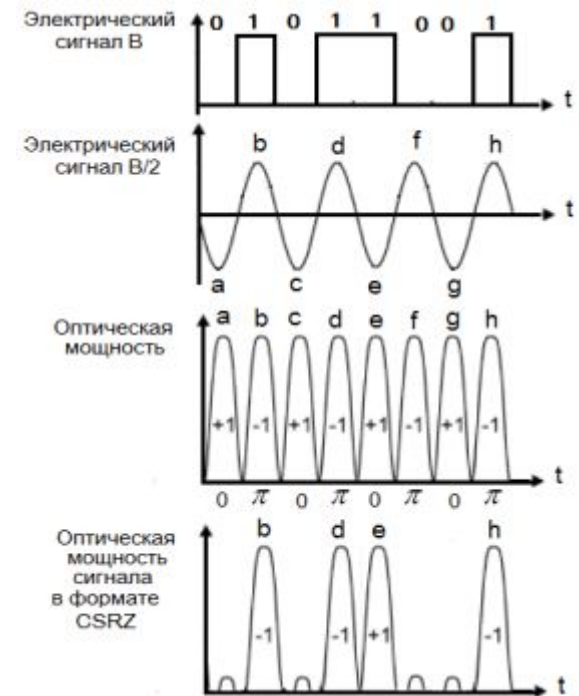 Электрический
сигнал B
0 1 0 1 1 0 0 1
t
Электрический
сигнал B/2
b d f h
t
a c e g
Оптическая
мощность
a b c d e f g h
+1 -1 +1 -1 +1 -1 +1 -1
t
0 π 0 π 0 π 0 π
Оптическая
мощность
сигнала
в формате
CSRZ
b d e h
-1 -1 +1 -1
t